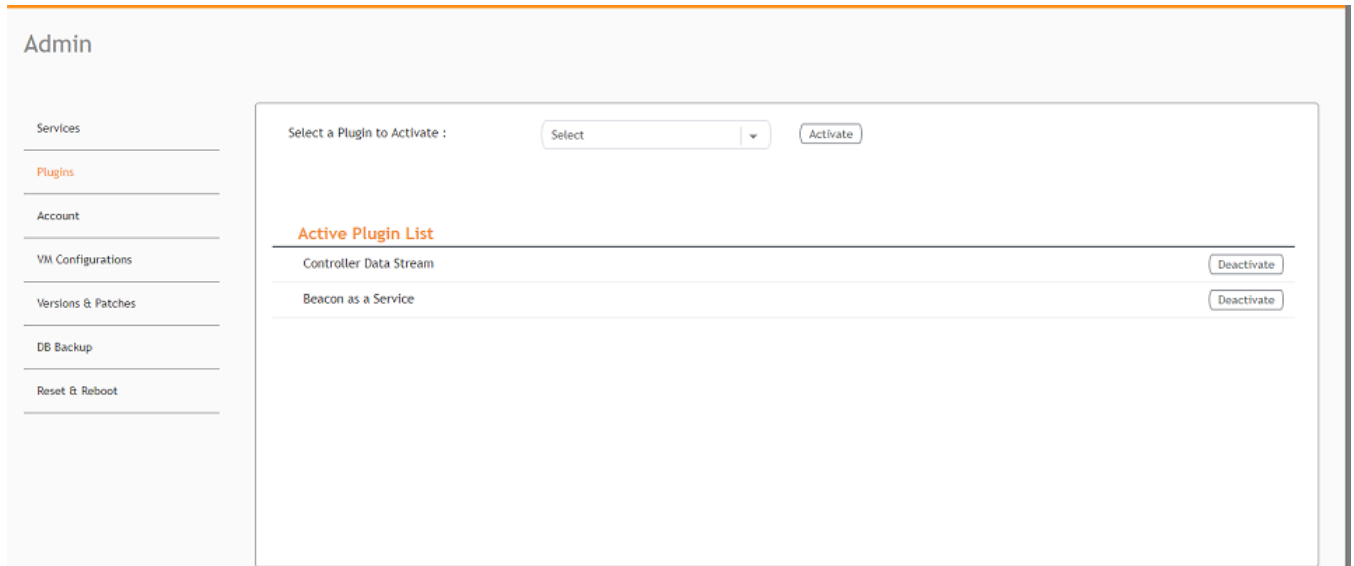 Admin
Services
Plugins
Account
VM Configurations
Versions & Patches
DB Backup
Reset & Reboot
Select a Plugin to Activate :
Select
Activate
Active Plugin List
Controller Data Stream
Deactivate
Beacon as a Service
Deactivate